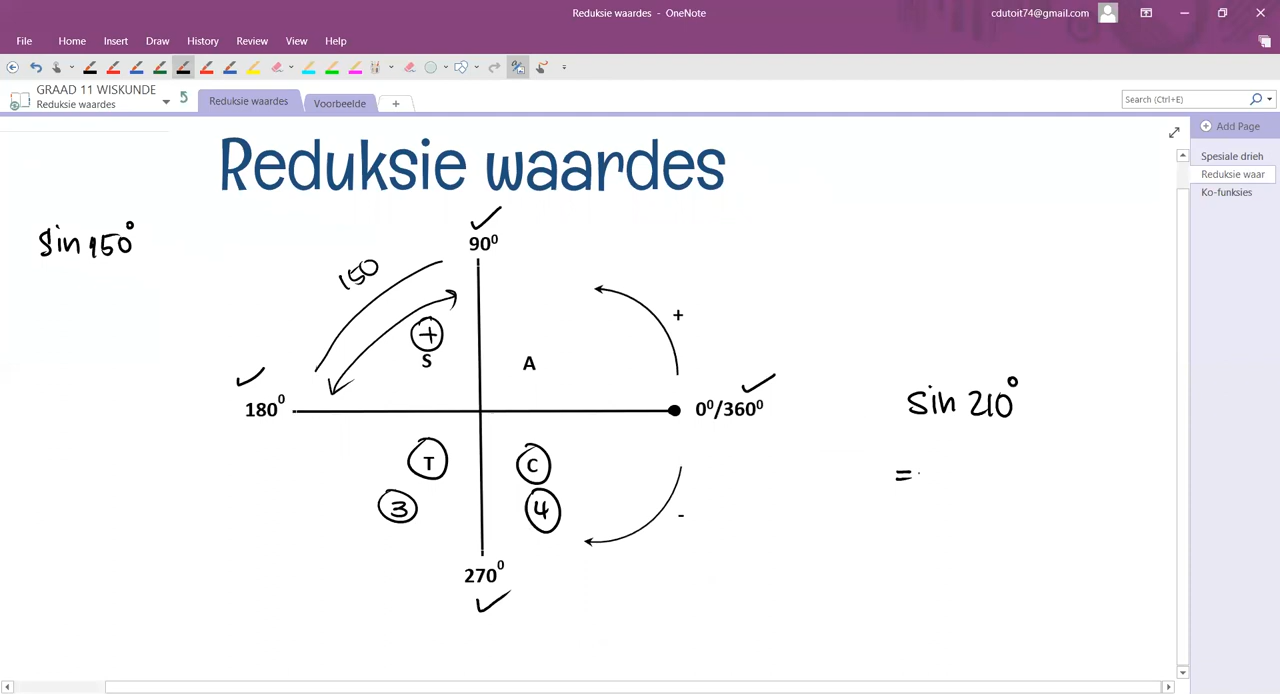 Reduksie waardes - OneNote
cdutoit74@gmail.com
File Home Insert Draw History Review View Help
GRAAD 11 WISKUNDE
Reduksie waardes
Reduksie waardes
Voorbeelde
+
Search (Ctrl+E)
Add Page
Spesiale drieh
Reduksie waar
Ko-funksies
Reduksie waardes
sin 150°
90⁰
150
+
+
S
A
180⁰
0⁰/360⁰
sin 210°
T
C
=
3
4
-
270⁰